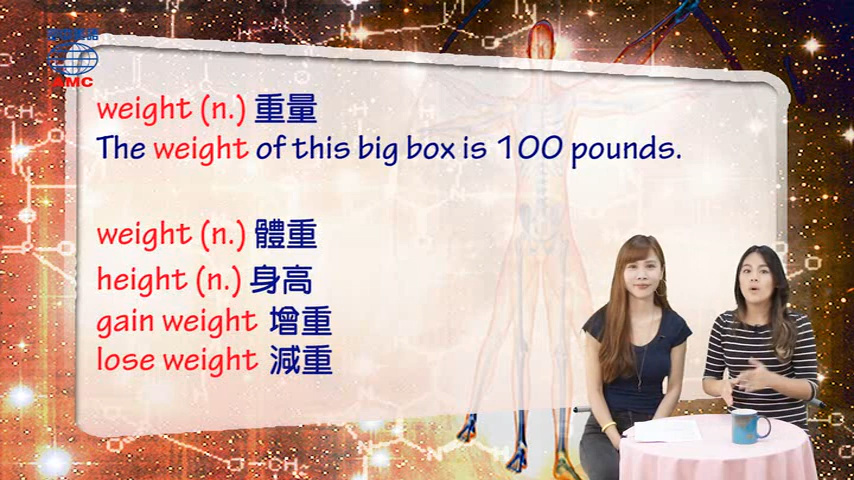 AMC
weight (n.) 重量
The weight of this big box is 100 pounds.
weight (n.) 體重
height (n.) 身高
gain weight 增重
lose weight 減重